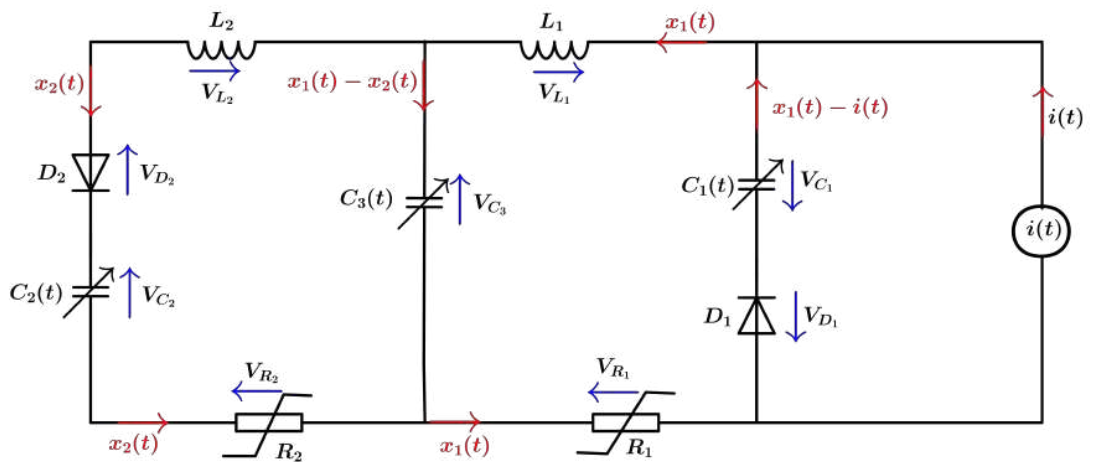 L₂
L₁
x₁(t)
x₂(t)
V_{L₂}
x₁(t) − x₂(t)
V_{L₁}
x₁(t) − i(t)
i(t)
D₂
V_{D₂}
C₃(t)
V_{C₃}
C₁(t)
V_{C₁}
i(t)
C₂(t)
V_{C₂}
D₁
V_{D₁}
V_{R₂}
V_{R₁}
x₂(t)
R₂
x₁(t)
R₁